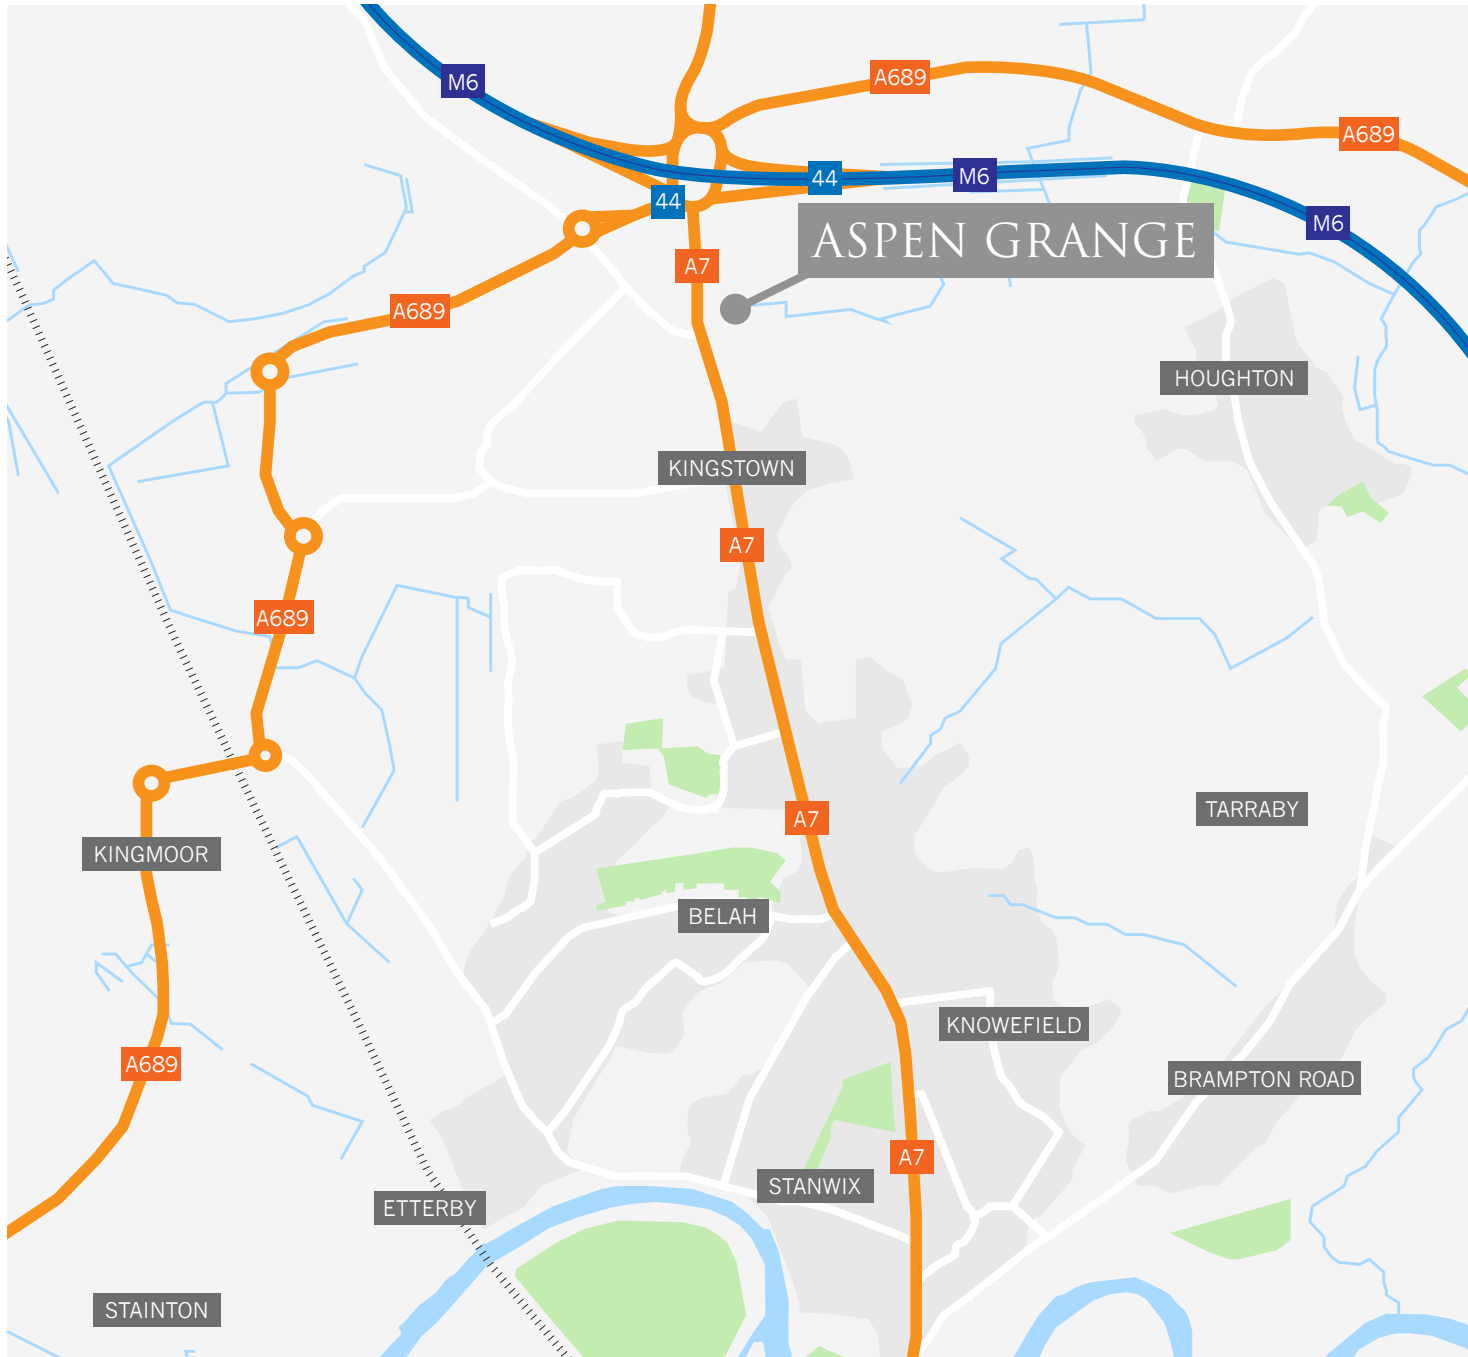 M6
A689
A689
M6
44
44
M6
ASPEN GRANGE
A7
A689
HOUGHTON
KINGSTOWN
A7
A689
TARRABY
A7
KINGMOOR
BELAH
KNOWEFIELD
A689
BRAMPTON ROAD
A7
STANWIX
ETTERBY
STAINTON